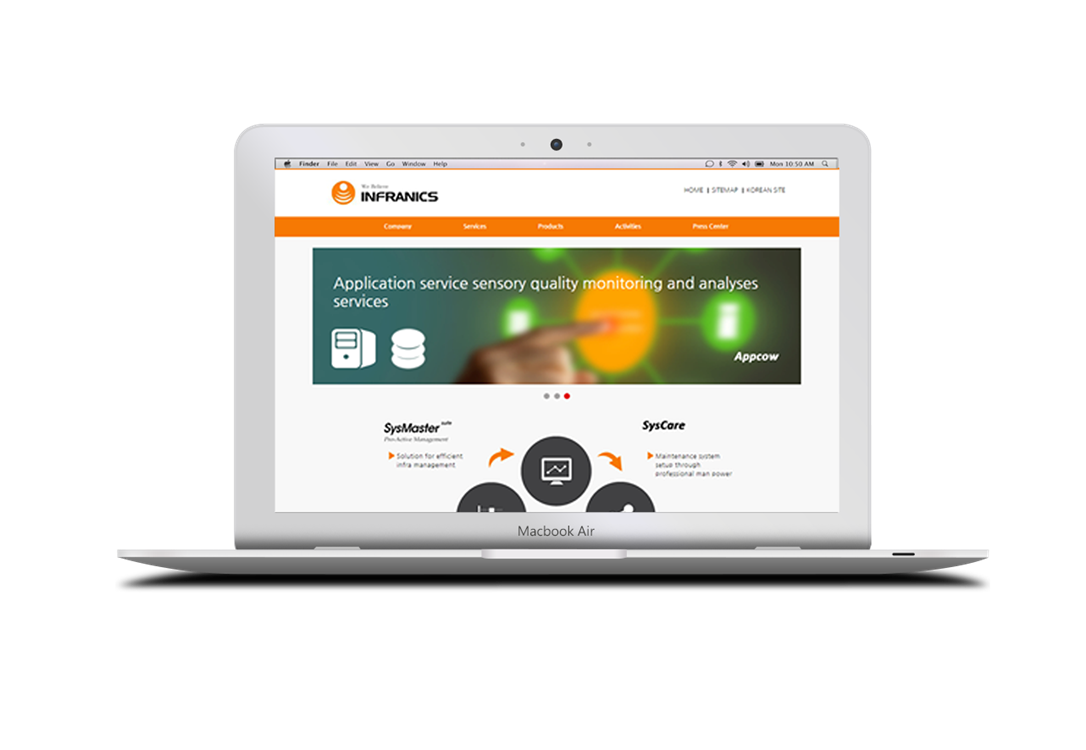 Finder File Edit View Go Window Help Mon 10:50 AM
We Believe
INFRANICS
HOME | SITEMAP | KOREAN SITE
Company Services Products Activities Press Center
Application service sensory quality monitoring and analyses
services
Appcow
SysMaster suite
Pro-Active Management
Solution for efficient
infra management
SysCare
Maintenance system
setup through
professional man power
Macbook Air